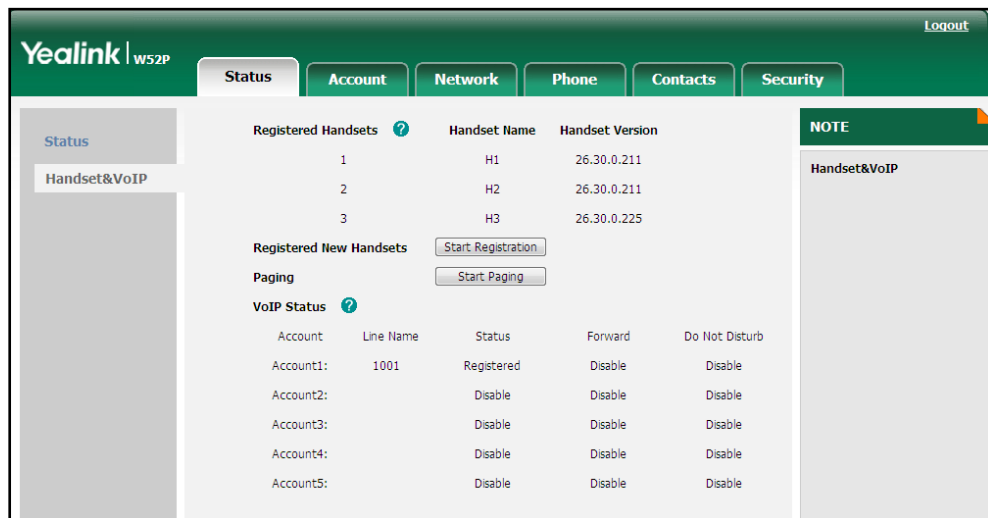 Logout
Yealink W52P
Status Account Network Phone Contacts Security
Status
Handset&VoIP
Registered Handsets ? Handset Name Handset Version
1 H1 26.30.0.211
2 H2 26.30.0.211
3 H3 26.30.0.225
Registered New Handsets Start Registration
Paging Start Paging
VoIP Status ?
Account Line Name Status Forward Do Not Disturb
Account1: 1001 Registered Disable Disable
Account2: Disable Disable Disable
Account3: Disable Disable Disable
Account4: Disable Disable Disable
Account5: Disable Disable Disable
NOTE
Handset&VoIP